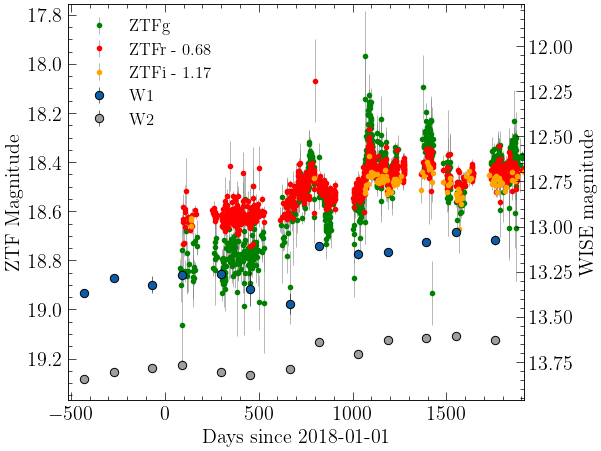 ZTFg
ZTFr - 0.68
ZTFi - 1.17
W1
W2
ZTF Magnitude
17.8
18.0
18.2
18.4
18.6
18.8
19.0
19.2
WISE magnitude
12.00
12.25
12.50
12.75
13.00
13.25
13.50
13.75
−500
0
500
1000
1500
Days since 2018-01-01